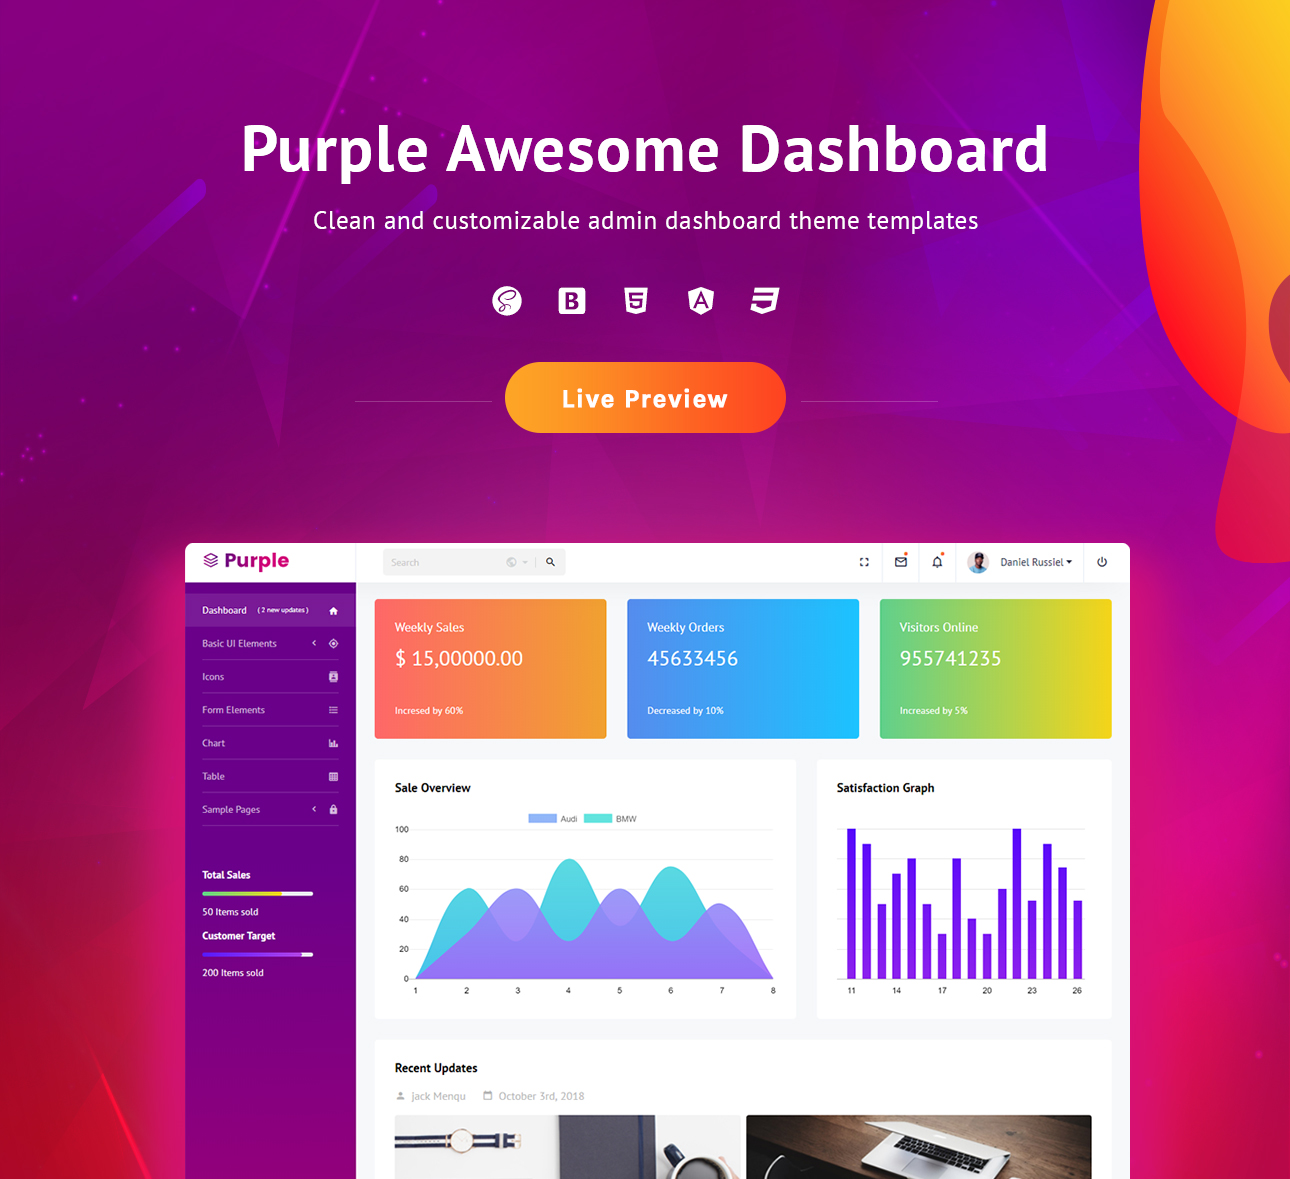 Purple Awesome Dashboard
Clean and customizable admin dashboard theme templates
B 5 A
Live Preview
Purple
Search
Daniel Russiel
Dashboard ( 2 new updates )
Basic UI Elements
Icons
Form Elements
Chart
Table
Sample Pages
Total Sales
50 Items sold
Customer Target
200 Items sold
Weekly Sales
$ 15,00000.00
Incresed by 60%
Weekly Orders
45633456
Decreased by 10%
Visitors Online
955741235
Increased by 5%
Sale Overview
Audi BMW
100
80
60
40
20
0
1 2 3 4 5 6 7 8
Satisfaction Graph
11 14 17 20 23 26
Recent Updates
Jack Menqu October 3rd, 2018